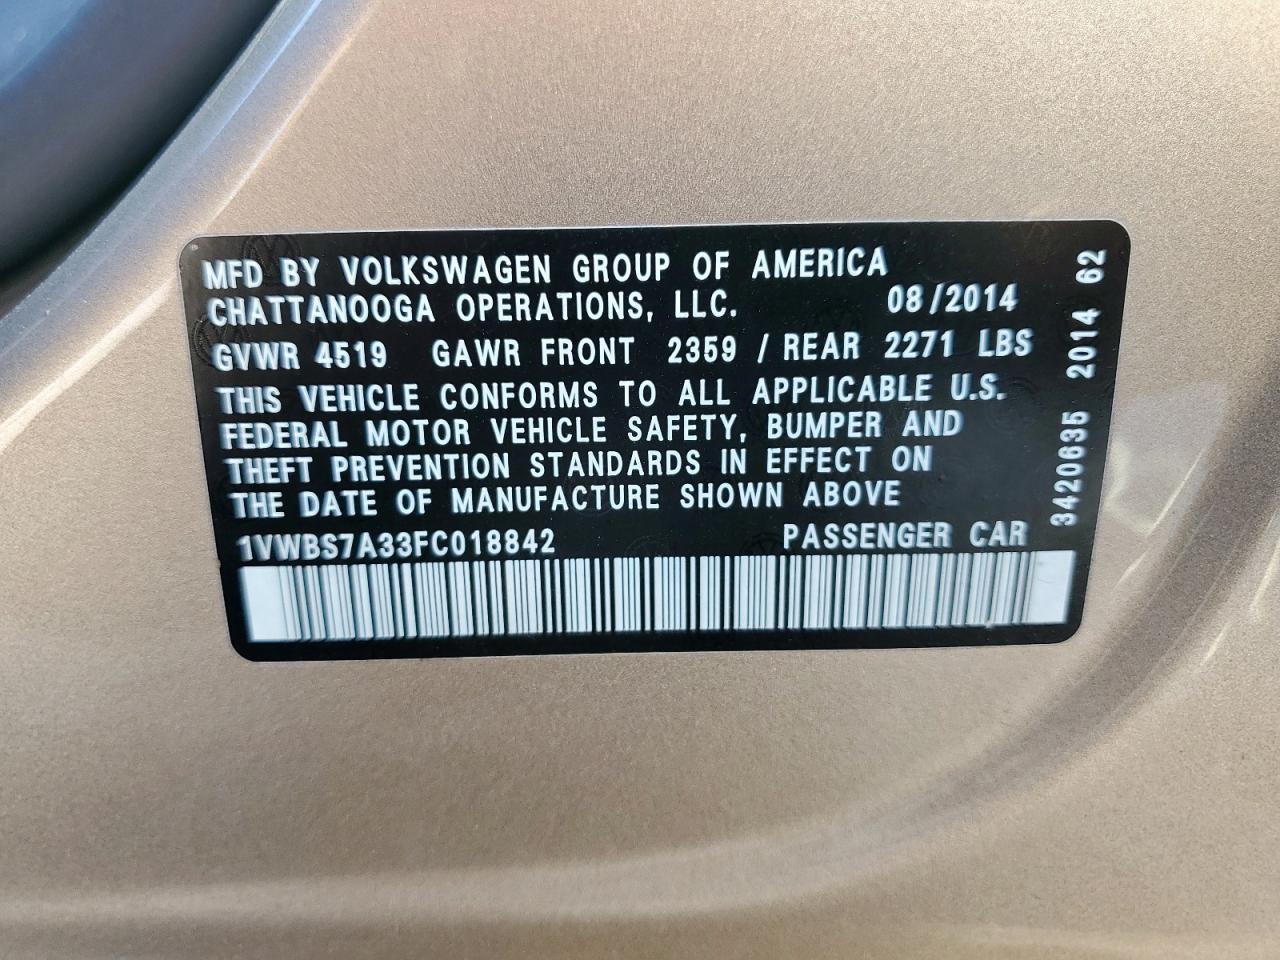 MFD BY VOLKSWAGEN GROUP OF AMERICA
CHATTANOOGA OPERATIONS, LLC. 08/2014
GVWR 4519 GAWR FRONT 2359 / REAR 2271 LBS
THIS VEHICLE CONFORMS TO ALL APPLICABLE U.S.
FEDERAL MOTOR VEHICLE SAFETY, BUMPER AND
THEFT PREVENTION STANDARDS IN EFFECT ON
THE DATE OF MANUFACTURE SHOWN ABOVE
1VWBS7A33FC018842 PASSENGER CAR
3420635 2014 62